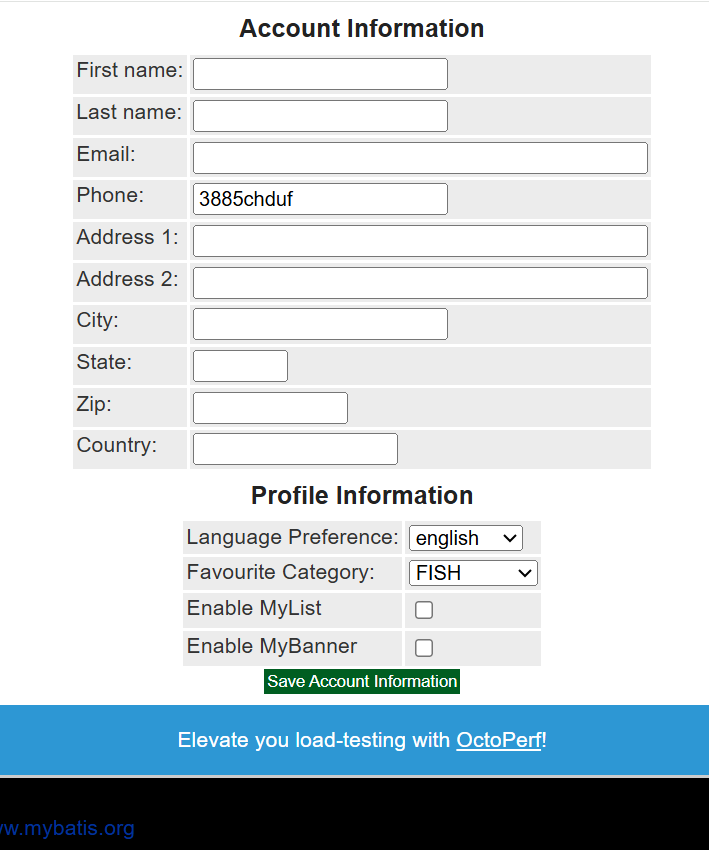 Account Information
First name:
Last name:
Email:
Phone: 3885chduf
Address 1:
Address 2:
City:
State:
Zip:
Country:
Profile Information
Language Preference: english
Favourite Category: FISH
Enable MyList
Enable MyBanner
Save Account Information
Elevate you load-testing with OctoPerf!
w.mybatis.org